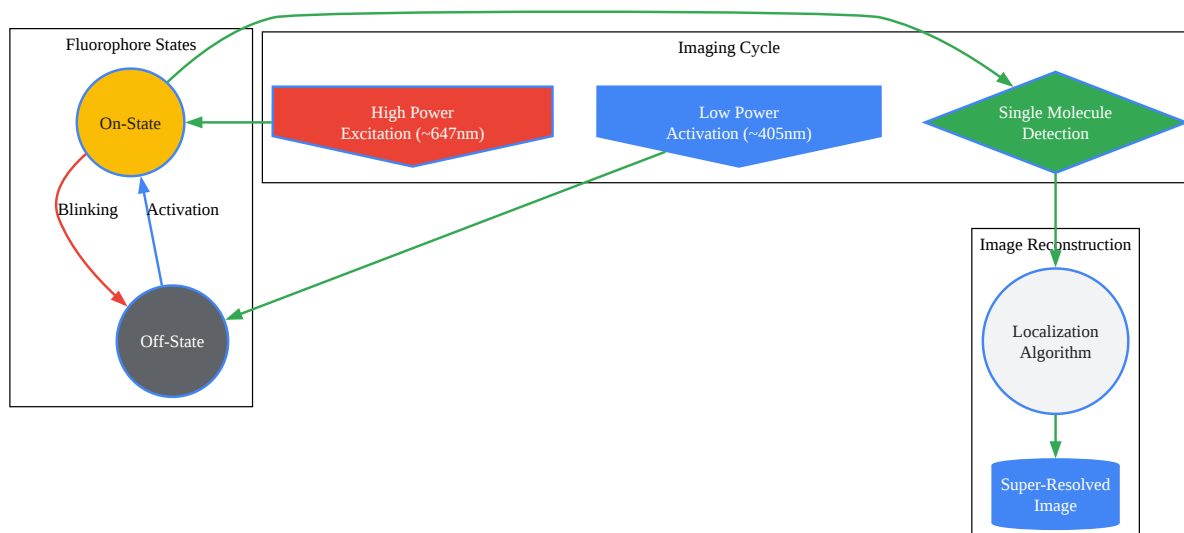 Fluorophore States
On-State
Blinking
Activation
Off-State
Imaging Cycle
High Power
Excitation (~647nm)
Low Power
Activation (~405nm)
Single Molecule
Detection
Image Reconstruction
Localization
Algorithm
Super-Resolved
Image